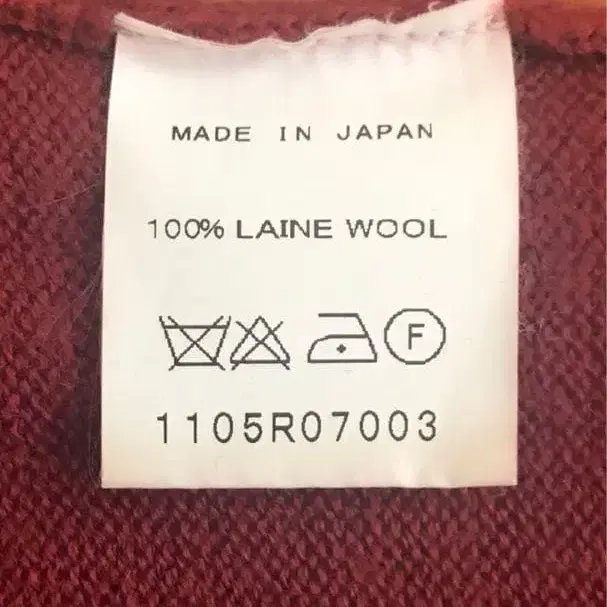 MADE IN JAPAN
100% LAINE WOOL
F
1105R07003